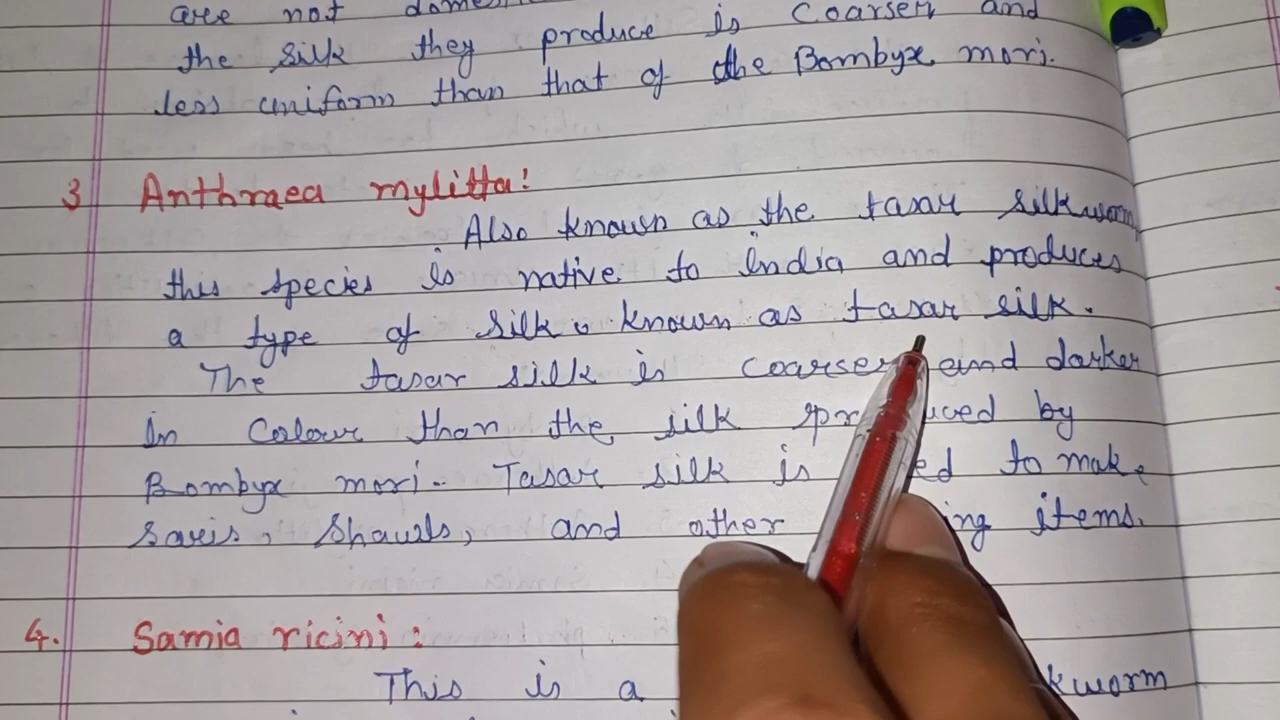 are not
the silk they produce is Coarser and
less uniform than that of the Bombyx mori.
3 Anthraea mylitta:
Also known as the tasar silkworm
this species is native to India and produces
a type of silk known as tasar silk.
The tasar silk is coarser and darker
in Colour than the silk by
Bombyx mori. Tasar silk is to make
saris, Shawls, and other items.
4. Samia ricini:
This is a